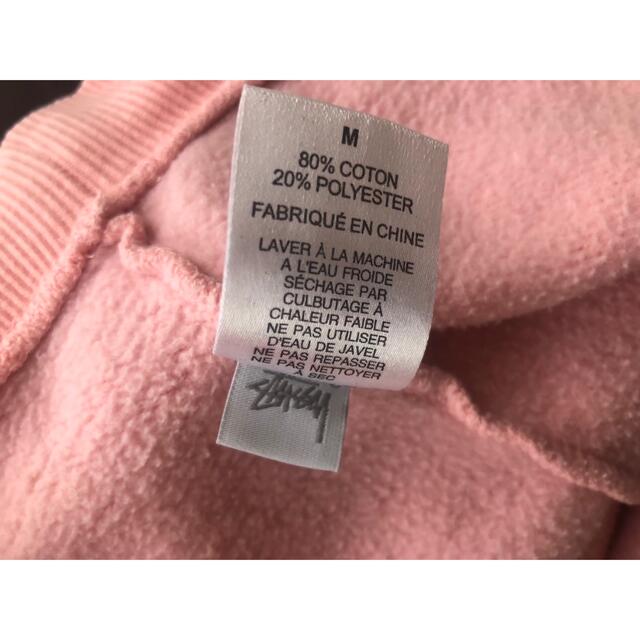 M
80% COTON
20% POLYESTER
FABRIQUÉ EN CHINE
LAVER À LA MACHINE
A L'EAU FROIDE
SÉCHAGE PAR
CULBUTAGE À
CHALEUR FAIBLE
NE PAS UTILISER
D'EAU DE JAVEL
NE PAS REPASSER
NE PAS NETTOYER
À SEC
Stüssy